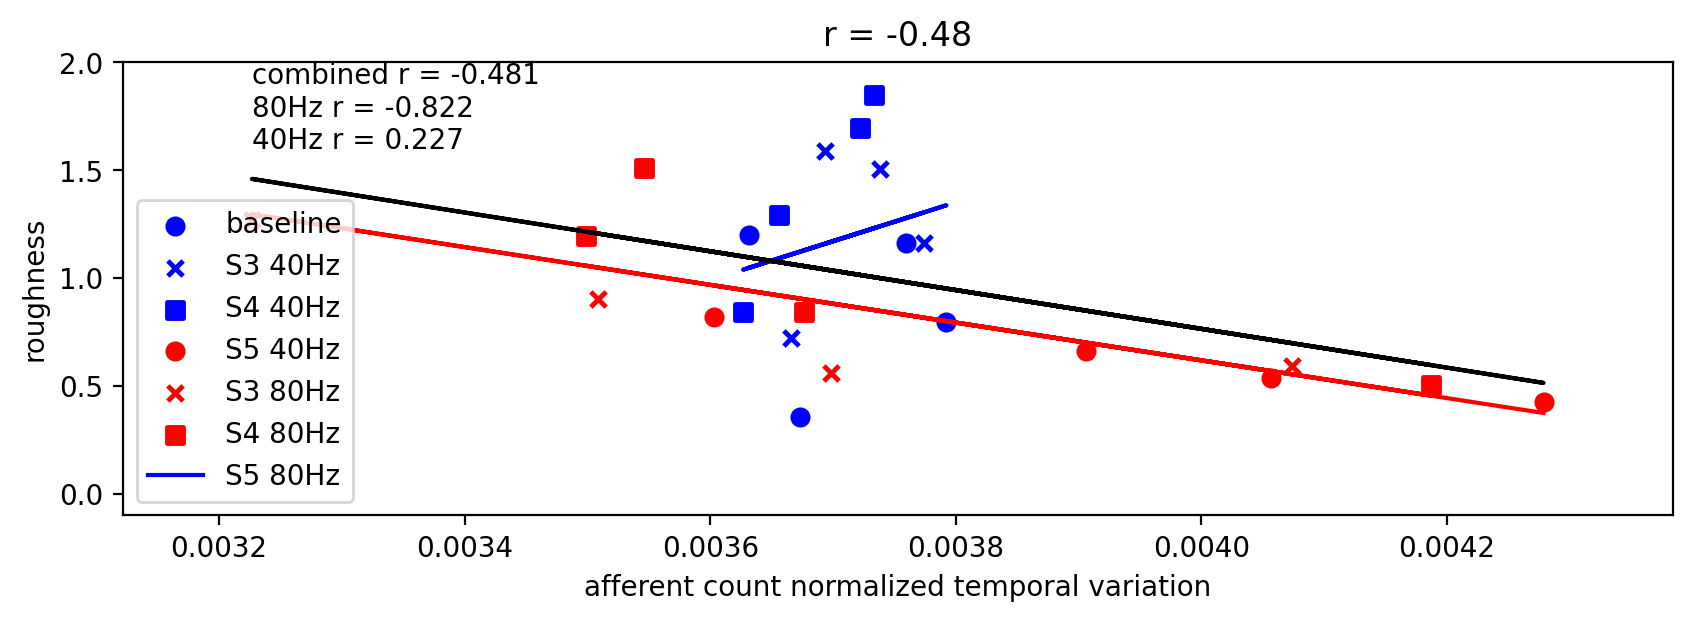 r = -0.48
combined r = -0.481
80Hz r = -0.822
40Hz r = 0.227
2.0
1.5
1.0
0.5
0.0
roughness
baseline
S3 40Hz
S4 40Hz
S5 40Hz
S3 80Hz
S4 80Hz
S5 80Hz
0.0032 0.0034 0.0036 0.0038 0.0040 0.0042
afferent count normalized temporal variation